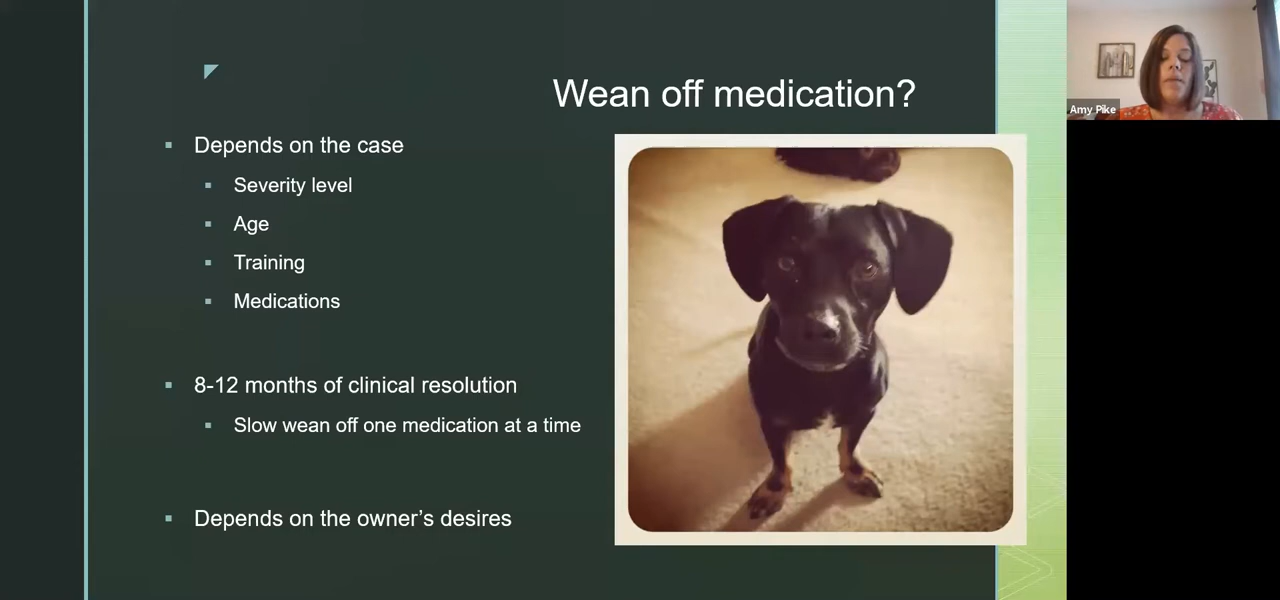 Wean off medication?
Depends on the case
Severity level
Age
Training
Medications
8-12 months of clinical resolution
Slow wean off one medication at a time
Depends on the owner’s desires
Amy Pike